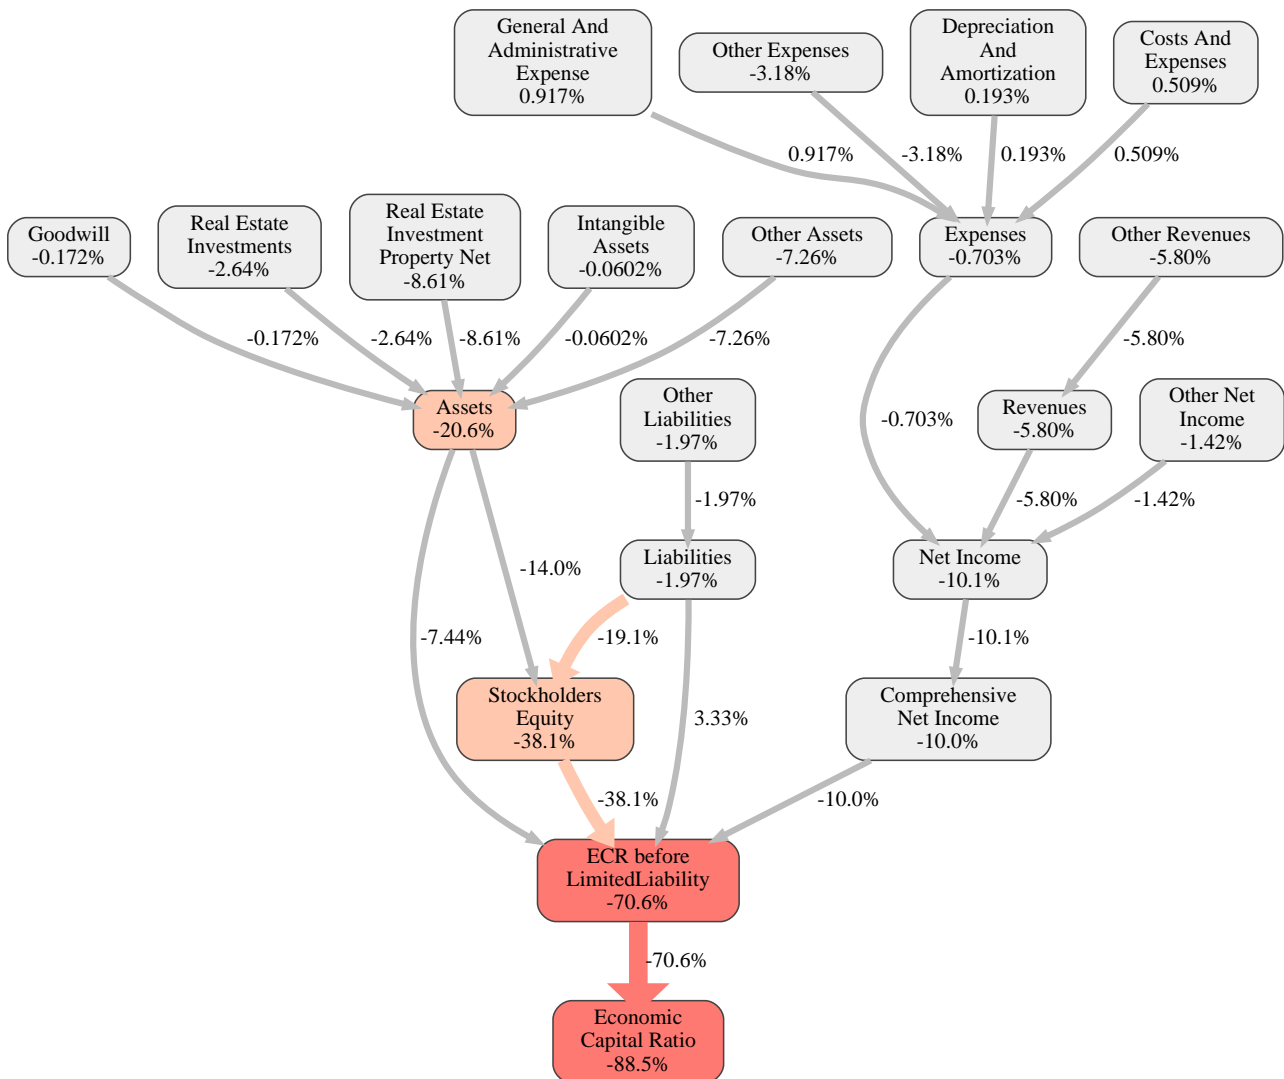 General And
Administrative
Expense
0.917%
Other Expenses
-3.18%
Depreciation
And
Amortization
0.193%
Costs And
Expenses
0.509%
0.917%
-3.18%
0.193%
0.509%
Goodwill
-0.172%
Real Estate
Investments
-2.64%
Real Estate
Investment
Property Net
-8.61%
Intangible
Assets
-0.0602%
Other Assets
-7.26%
Expenses
-0.703%
Other Revenues
-5.80%
-0.172%
-2.64%
-8.61%
-0.0602%
-7.26%
-5.80%
Assets
-20.6%
Other
Liabilities
-1.97%
-0.703%
Revenues
-5.80%
Other Net
Income
-1.42%
-1.97%
-5.80%
-1.42%
-14.0%
Liabilities
-1.97%
Net Income
-10.1%
-7.44%
-19.1%
-10.1%
Stockholders
Equity
-38.1%
3.33%
Comprehensive
Net Income
-10.0%
-38.1%
-10.0%
ECR before
LimitedLiability
-70.6%
-70.6%
Economic
Capital Ratio
-88.5%